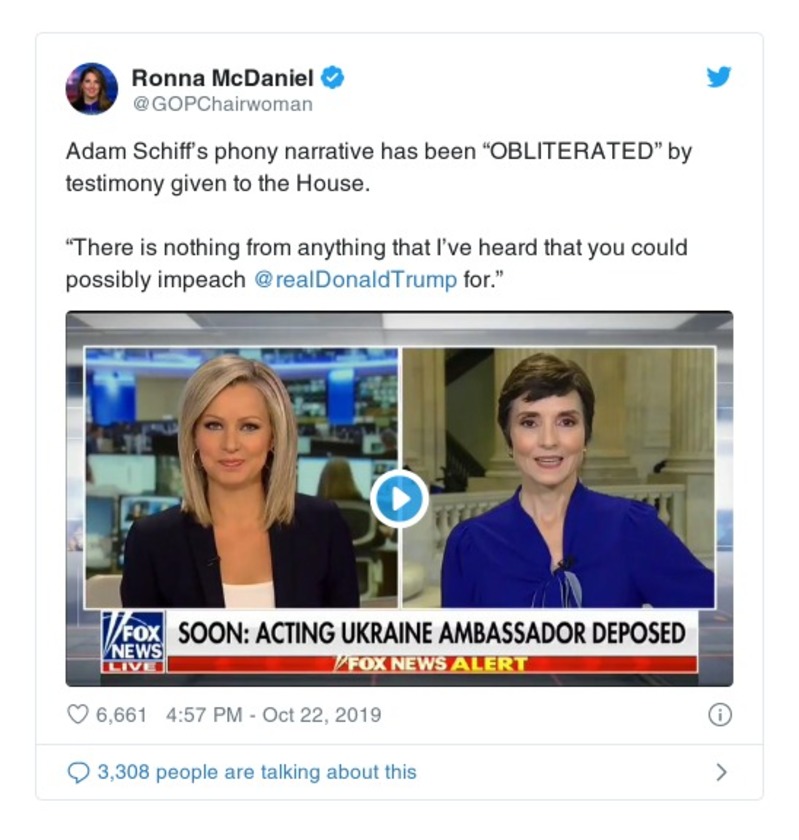 Ronna McDaniel
@GOPChairwoman
Adam Schiff’s phony narrative has been “OBLITERATED” by
testimony given to the House.
“There is nothing from anything that I’ve heard that you could
possibly impeach @realDonaldTrump for.”
FOX
NEWS
LIVE
SOON: ACTING UKRAINE AMBASSADOR DEPOSED
FOX NEWS ALERT
6,661 4:57 PM - Oct 22, 2019
3,308 people are talking about this